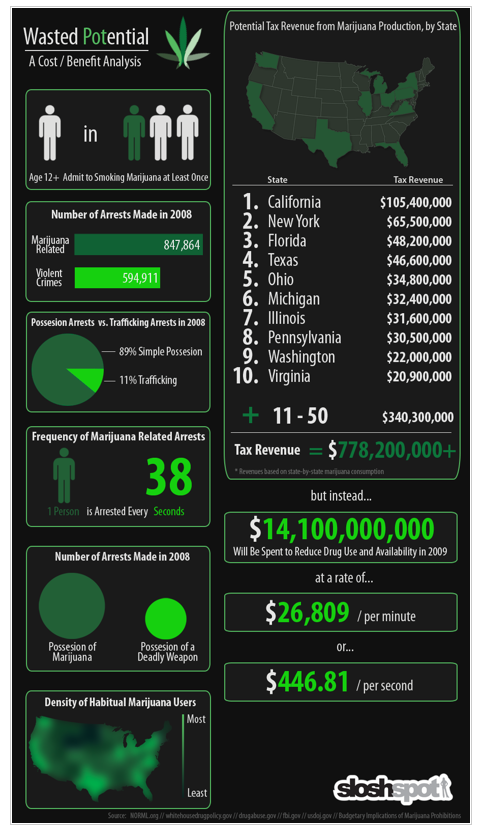 Wasted Potential
A Cost / Benefit Analysis
in
Age 12+ Admit to Smoking Marijuana at Least Once
Number of Arrests Made in 2008
Marijuana
Related
847,864
Violent
Crimes
594,911
Possesion Arrests vs. Trafficking Arrests in 2008
89% Simple Possesion
11% Trafficking
Frequency of Marijuana Related Arrests
38
1 Person is Arrested Every Seconds
Number of Arrests Made in 2008
Possesion of
Marijuana
Possesion of a
Deadly Weapon
Density of Habitual Marijuana Users
Most
Least
Potential Tax Revenue from Marijuana Production, by State
State Tax Revenue
1. California $105,400,000
2. New York $65,500,000
3. Florida $48,200,000
4. Texas $46,600,000
5. Ohio $34,800,000
6. Michigan $32,400,000
7. Illinois $31,600,000
8. Pennsylvania $30,500,000
9. Washington $22,000,000
10. Virginia $20,900,000
+ 11 - 50 $340,300,000
Tax Revenue = $778,200,000+
* Revenues based on state-by-state marijuana consumption
but instead...
$14,100,000,000
Will Be Spent to Reduce Drug Use and Availability in 2009
at a rate of...
$26,809 / per minute
or...
$446.81 / per second
sloshspot
Source: NORML.org // whitehousedrugpolicy.gov // drugabuse.gov // fbi.gov // usdoj.gov // Budgetary Implications of Marijuana Prohibitions